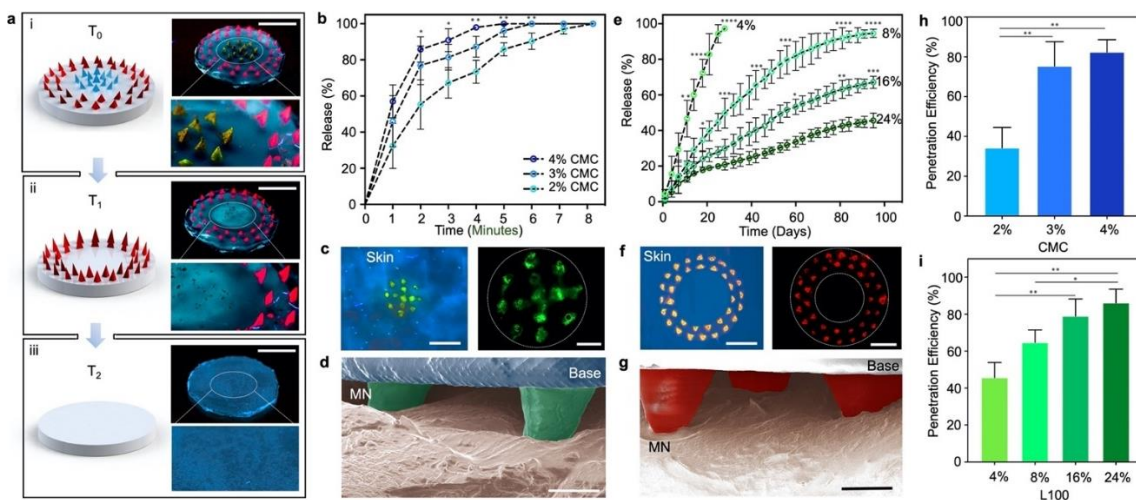 a
i
T0
ii
T1
iii
T2
b
Release (%)
100
80
60
40
20
0
* * * * * * * *
4% CMC
3% CMC
2% CMC
0 1 2 3 4 5 6 7 8
Time (Minutes)
c
Skin
d
Base
MN
e
Release (%)
100
80
60
40
20
0
4%
8%
16%
24%
0 20 40 60 80 100
Time (Days)
f
Skin
g
Base
MN
h
Penetration Efficiency (%)
100
80
60
40
20
0
**
**
2% 3% 4%
CMC
i
Penetration Efficiency (%)
100
80
60
40
20
0
**
*
**
4% 8% 16% 24%
L100